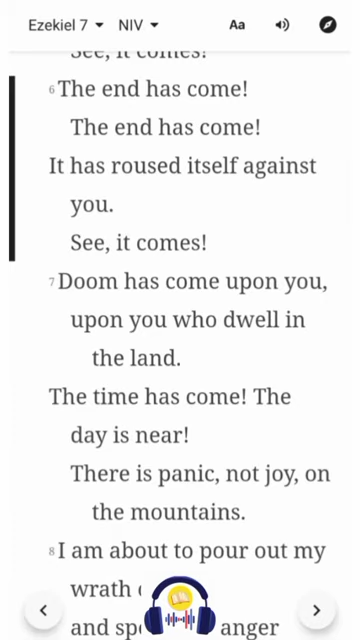 Ezekiel 7 NIV Aa
See, it comes!
6 The end has come!
The end has come!
It has roused itself against
you.
See, it comes!
7 Doom has come upon you,
upon you who dwell in
the land.
The time has come! The
day is near!
There is panic, not joy, on
the mountains.
8 I am about to pour out my
wrath
and anger